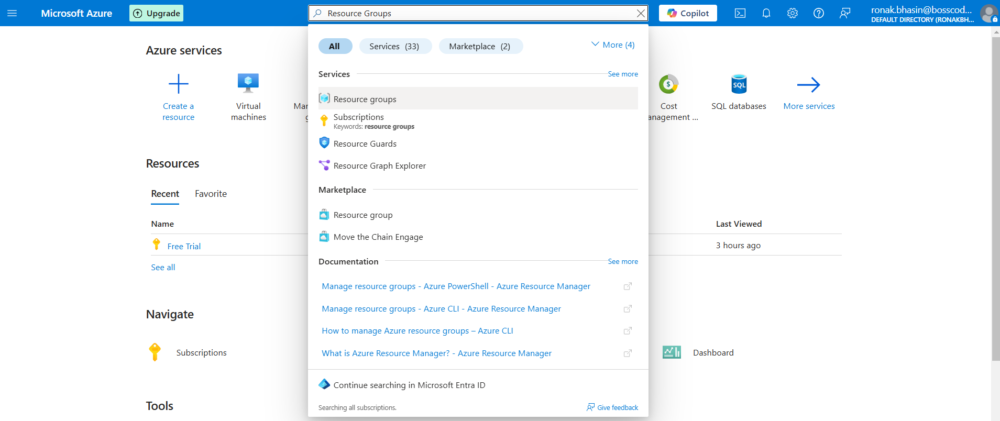 Microsoft Azure
Upgrade
Resource Groups
Copilot
ronak.bhasin@bosscod...
DEFAULT DIRECTORY (RONAKBH...
All
Services (33)
Marketplace (2)
More (4)
Azure services
Create a
resource
Virtual
machines
Mar
Cost
anagement ...
SQL
SQL databases
More services
Services
See more
Resource groups
Subscriptions
Keywords: resource groups
Resource Guards
Resource Graph Explorer
Marketplace
Resource group
Move the Chain Engage
Documentation
See more
Manage resource groups - Azure PowerShell - Azure Resource Manager
Manage resource groups - Azure CLI - Azure Resource Manager
How to manage Azure resource groups – Azure CLI
What is Azure Resource Manager? - Azure Resource Manager
Continue searching in Microsoft Entra ID
Searching all subscriptions.
Give feedback
Resources
Recent
Favorite
Name
Last Viewed
Free Trial
3 hours ago
See all
Navigate
Subscriptions
Dashboard
Tools